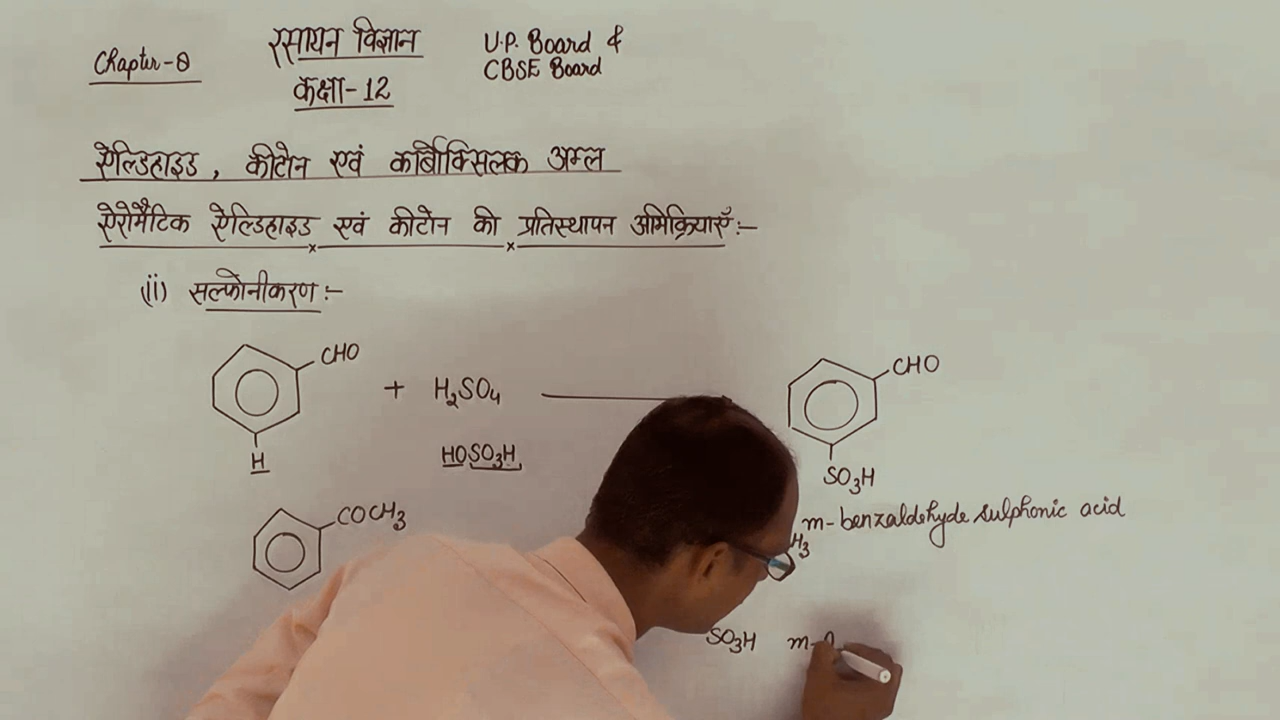 Chapter-8
रसायन विज्ञान
कक्षा-12
U.P. Board &
CBSE Board
ऐल्डिहाइड, कीटोन एवं कार्बोक्सिलिक अम्ल
ऐरोमैटिक ऐल्डिहाइड एवं कीटोन की प्रतिस्थापन अभिक्रियाएँ :-
(ii) सल्फोनीकरण :-
CHO
+ H₂SO₄
CHO
H
HOSO₃H
SO₃H
m-benzaldehyde sulphonic acid
COCH₃
H₃
SO₃H m-